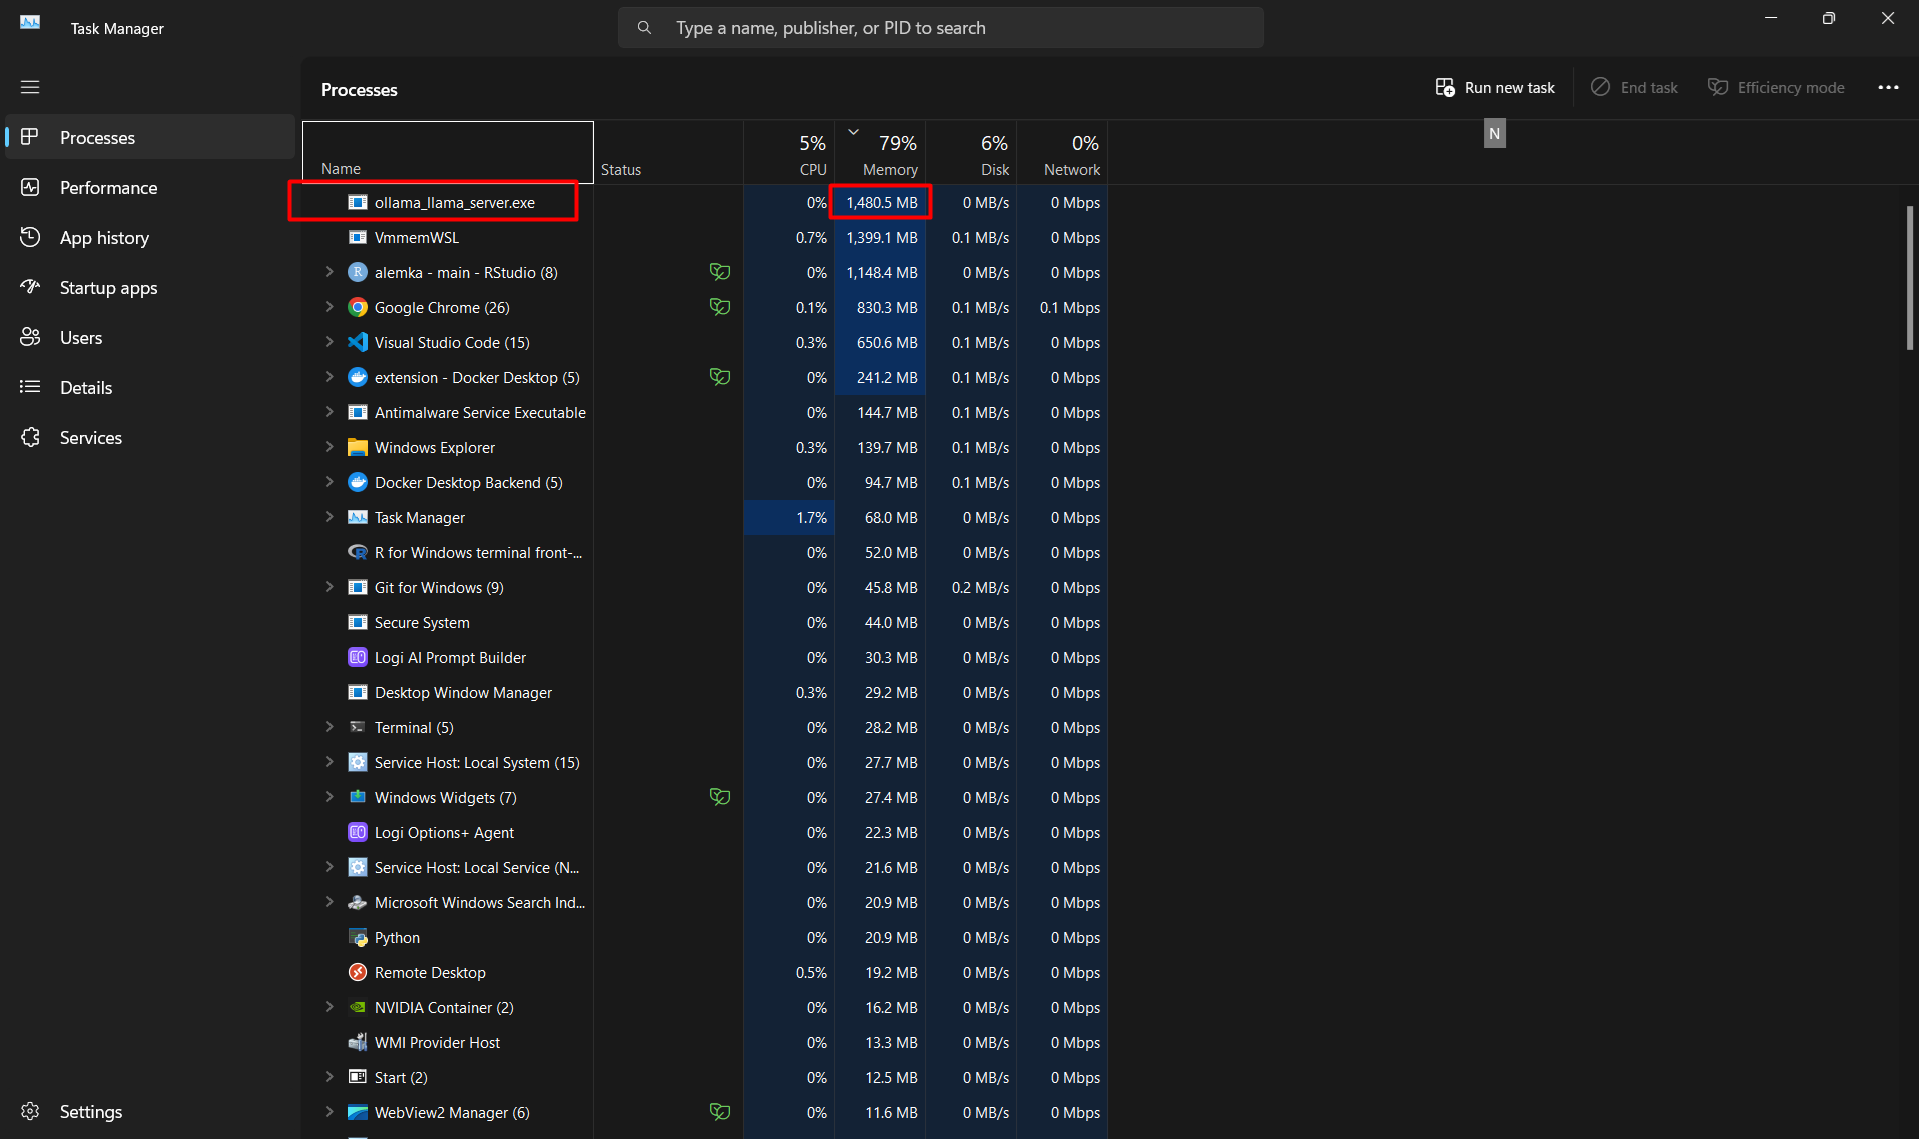 Task Manager
Type a name, publisher, or PID to search
Processes
Run new task
End task
Efficiency mode
N
Processes
Performance
App history
Startup apps
Users
Details
Services
Settings
5% 79% 6% 0%
Name Status CPU Memory Disk Network
ollama_llama_server.exe 0% 1,480.5 MB 0 MB/s 0 Mbps
VmmemWSL 0.7% 1,399.1 MB 0.1 MB/s 0 Mbps
alemka - main - RStudio (8) 0% 1,148.4 MB 0 MB/s 0 Mbps
Google Chrome (26) 0.1% 830.3 MB 0.1 MB/s 0.1 Mbps
Visual Studio Code (15) 0.3% 650.6 MB 0.1 MB/s 0 Mbps
extension - Docker Desktop (5) 0% 241.2 MB 0.1 MB/s 0 Mbps
Antimalware Service Executable 0% 144.7 MB 0.1 MB/s 0 Mbps
Windows Explorer 0.3% 139.7 MB 0.1 MB/s 0 Mbps
Docker Desktop Backend (5) 0% 94.7 MB 0.1 MB/s 0 Mbps
Task Manager 1.7% 68.0 MB 0 MB/s 0 Mbps
R for Windows terminal front-... 0% 52.0 MB 0 MB/s 0 Mbps
Git for Windows (9) 0% 45.8 MB 0.2 MB/s 0 Mbps
Secure System 0% 44.0 MB 0 MB/s 0 Mbps
Logi AI Prompt Builder 0% 30.3 MB 0 MB/s 0 Mbps
Desktop Window Manager 0.3% 29.2 MB 0 MB/s 0 Mbps
Terminal (5) 0% 28.2 MB 0 MB/s 0 Mbps
Service Host: Local System (15) 0% 27.7 MB 0 MB/s 0 Mbps
Windows Widgets (7) 0% 27.4 MB 0 MB/s 0 Mbps
Logi Options+ Agent 0% 22.3 MB 0 MB/s 0 Mbps
Service Host: Local Service (N... 0% 21.6 MB 0 MB/s 0 Mbps
Microsoft Windows Search Ind... 0% 20.9 MB 0 MB/s 0 Mbps
Python 0% 20.9 MB 0 MB/s 0 Mbps
Remote Desktop 0.5% 19.2 MB 0 MB/s 0 Mbps
NVIDIA Container (2) 0% 16.2 MB 0 MB/s 0 Mbps
WMI Provider Host 0% 13.3 MB 0 MB/s 0 Mbps
Start (2) 0% 12.5 MB 0 MB/s 0 Mbps
WebView2 Manager (6) 0% 11.6 MB 0 MB/s 0 Mbps